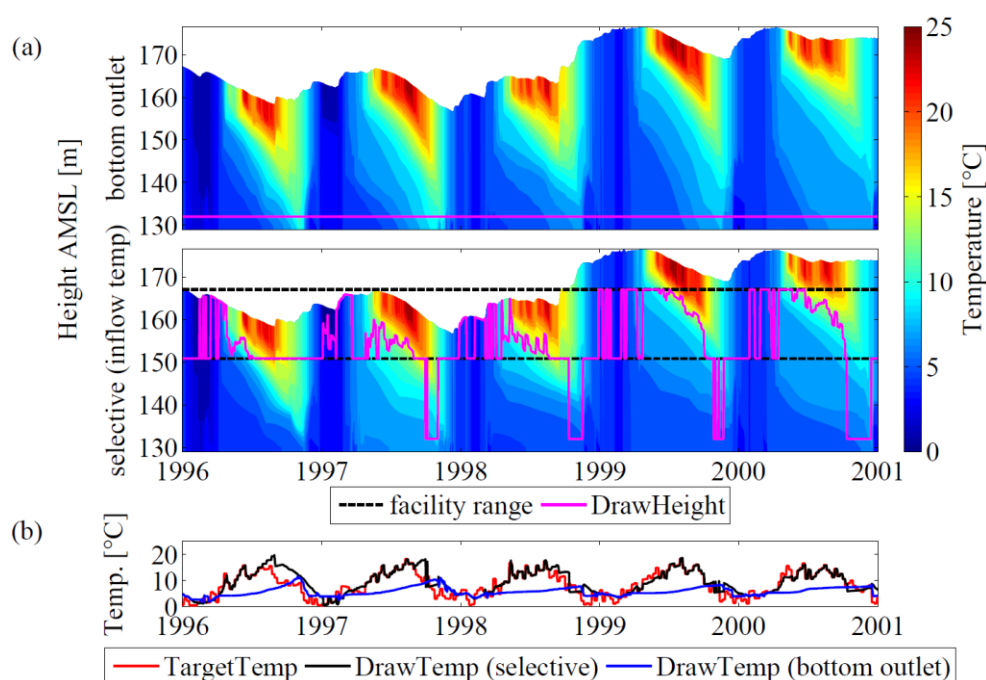 (a)
Height AMSL [m]
bottom outlet
170
160
150
140
130
selective (inflow temp)
170
160
150
140
130
1996 1997 1998 1999 2000 2001
25
20
15
10
5
0
Temperature [°C]
facility range DrawHeight
(b)
Temp. [°C]
20
10
0
1996 1997 1998 1999 2000 2001
TargetTemp DrawTemp (selective) DrawTemp (bottom outlet)